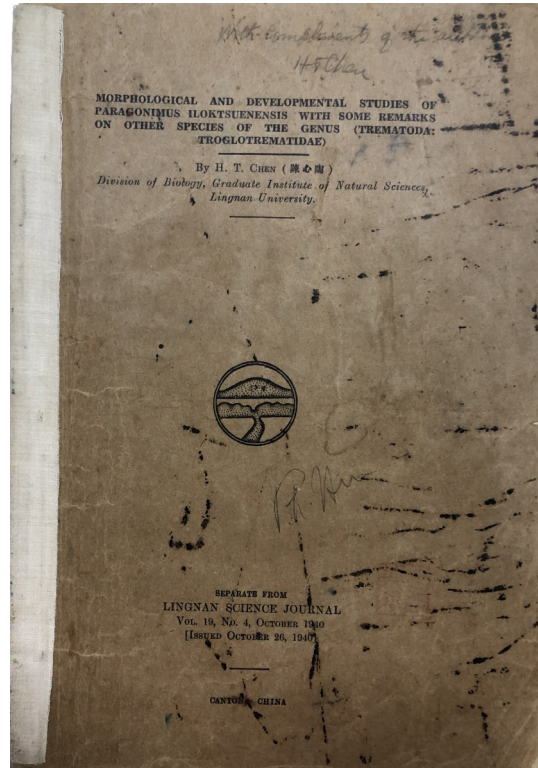 With compliments of the
H T Chen
MORPHOLOGICAL AND DEVELOPMENTAL STUDIES OF
PARAGONIMUS ILOKTSUENENSIS WITH SOME REMARKS
ON OTHER SPECIES OF THE GENUS (TREMATODA:
TROGLOTREMATIDAE)
By H. T. CHEN (陳心陶)
Division of Biology, Graduate Institute of Natural Sciences,
Lingnan University.
SEPARATE FROM
LINGNAN SCIENCE JOURNAL
VOL. 19, NO. 4, OCTOBER 1940
[ISSUED OCTOBER 26, 1940]
CANTON, CHINA